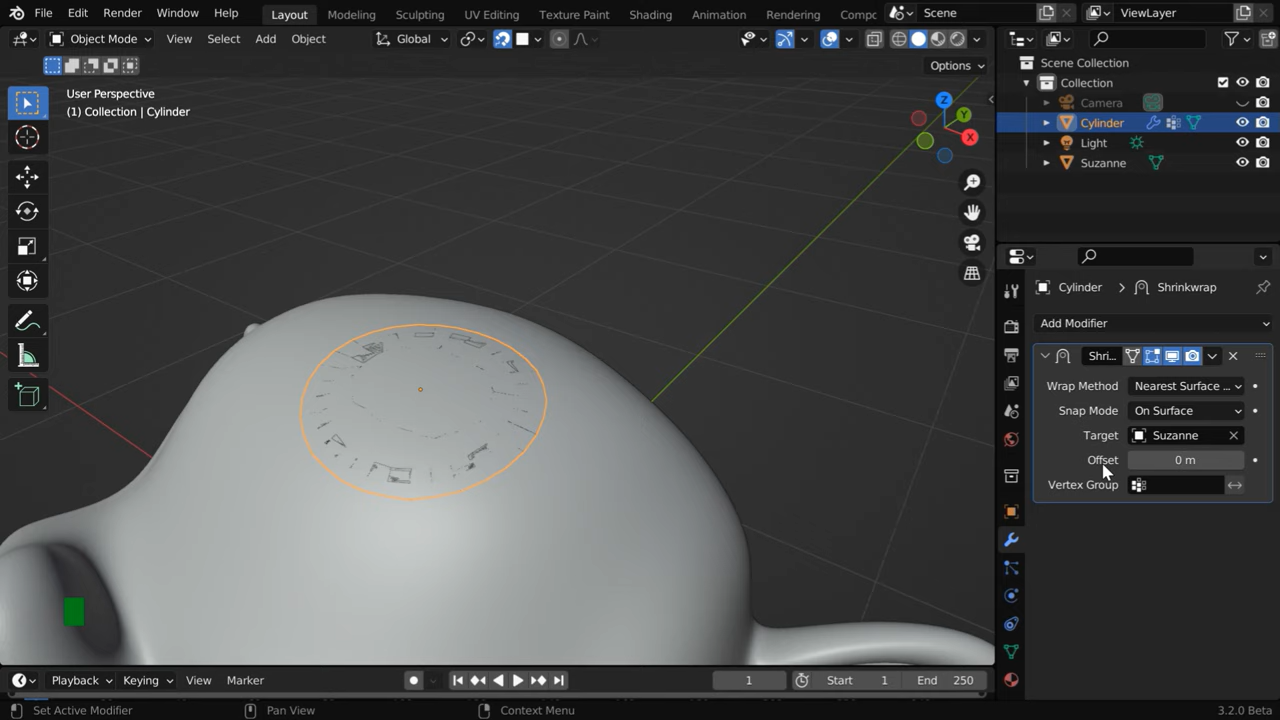 File Edit Render Window Help Layout Modeling Sculpting UV Editing Texture Paint Shading Animation Rendering Compc Scene ViewLayer
Object Mode View Select Add Object Global
Options
User Perspective
(1) Collection | Cylinder
Z
Y
X
Scene Collection
Collection
Camera
Cylinder
Light
Suzanne
Cylinder > Shrinkwrap
Add Modifier
Shri...
Wrap Method Nearest Surface ...
Snap Mode On Surface
Target Suzanne
Offset 0 m
Vertex Group
Playback Keying View Marker 1 Start 1 End 250
Set Active Modifier Pan View Context Menu 3.2.0 Beta